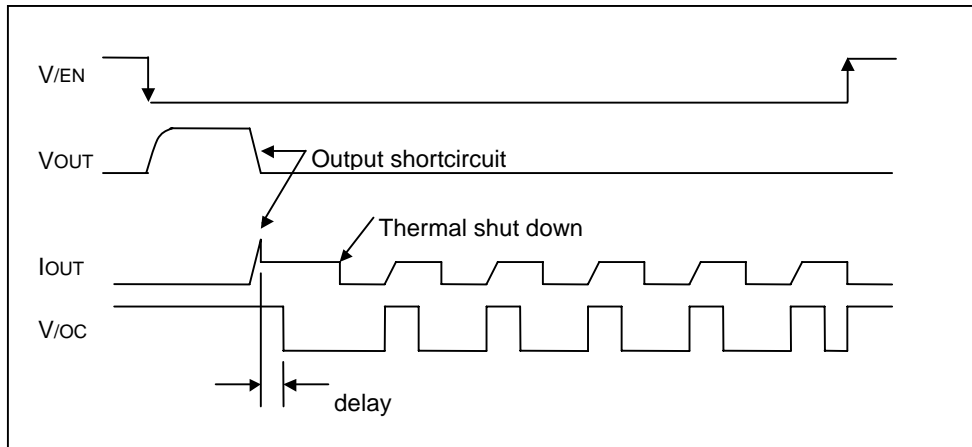 V/EN
VOUT
Output shortcircuit
Thermal shut down
IOUT
V/OC
delay